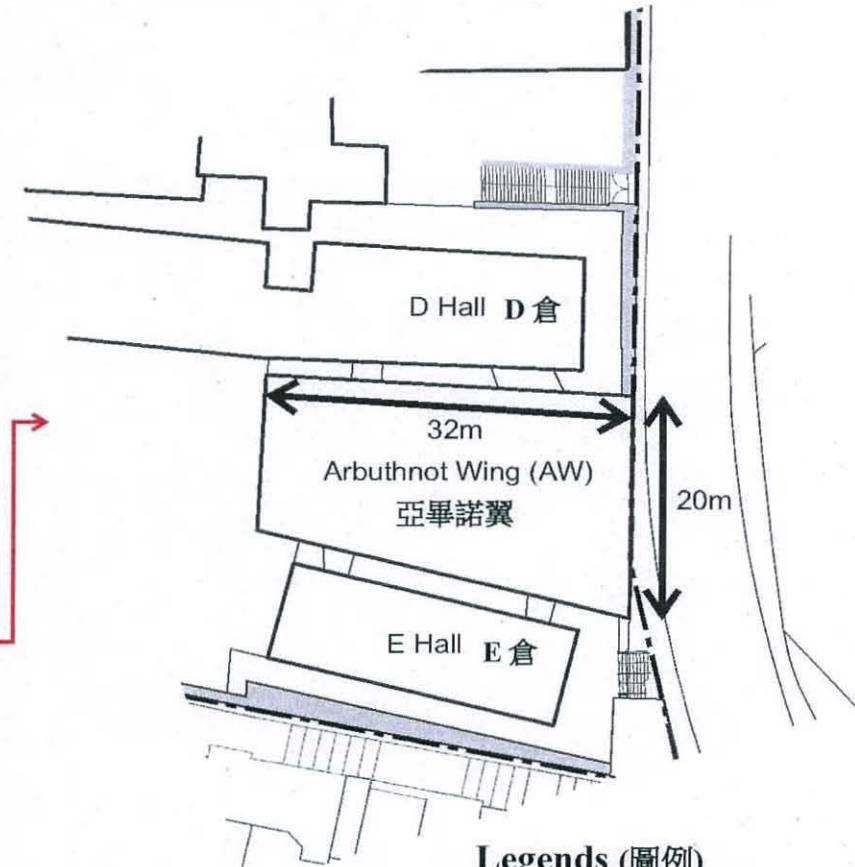 D Hall D 倉
32m
Arbuthnot Wing (AW)
亞畢諾翼
20m
E Hall E 倉
Legends (圖例)